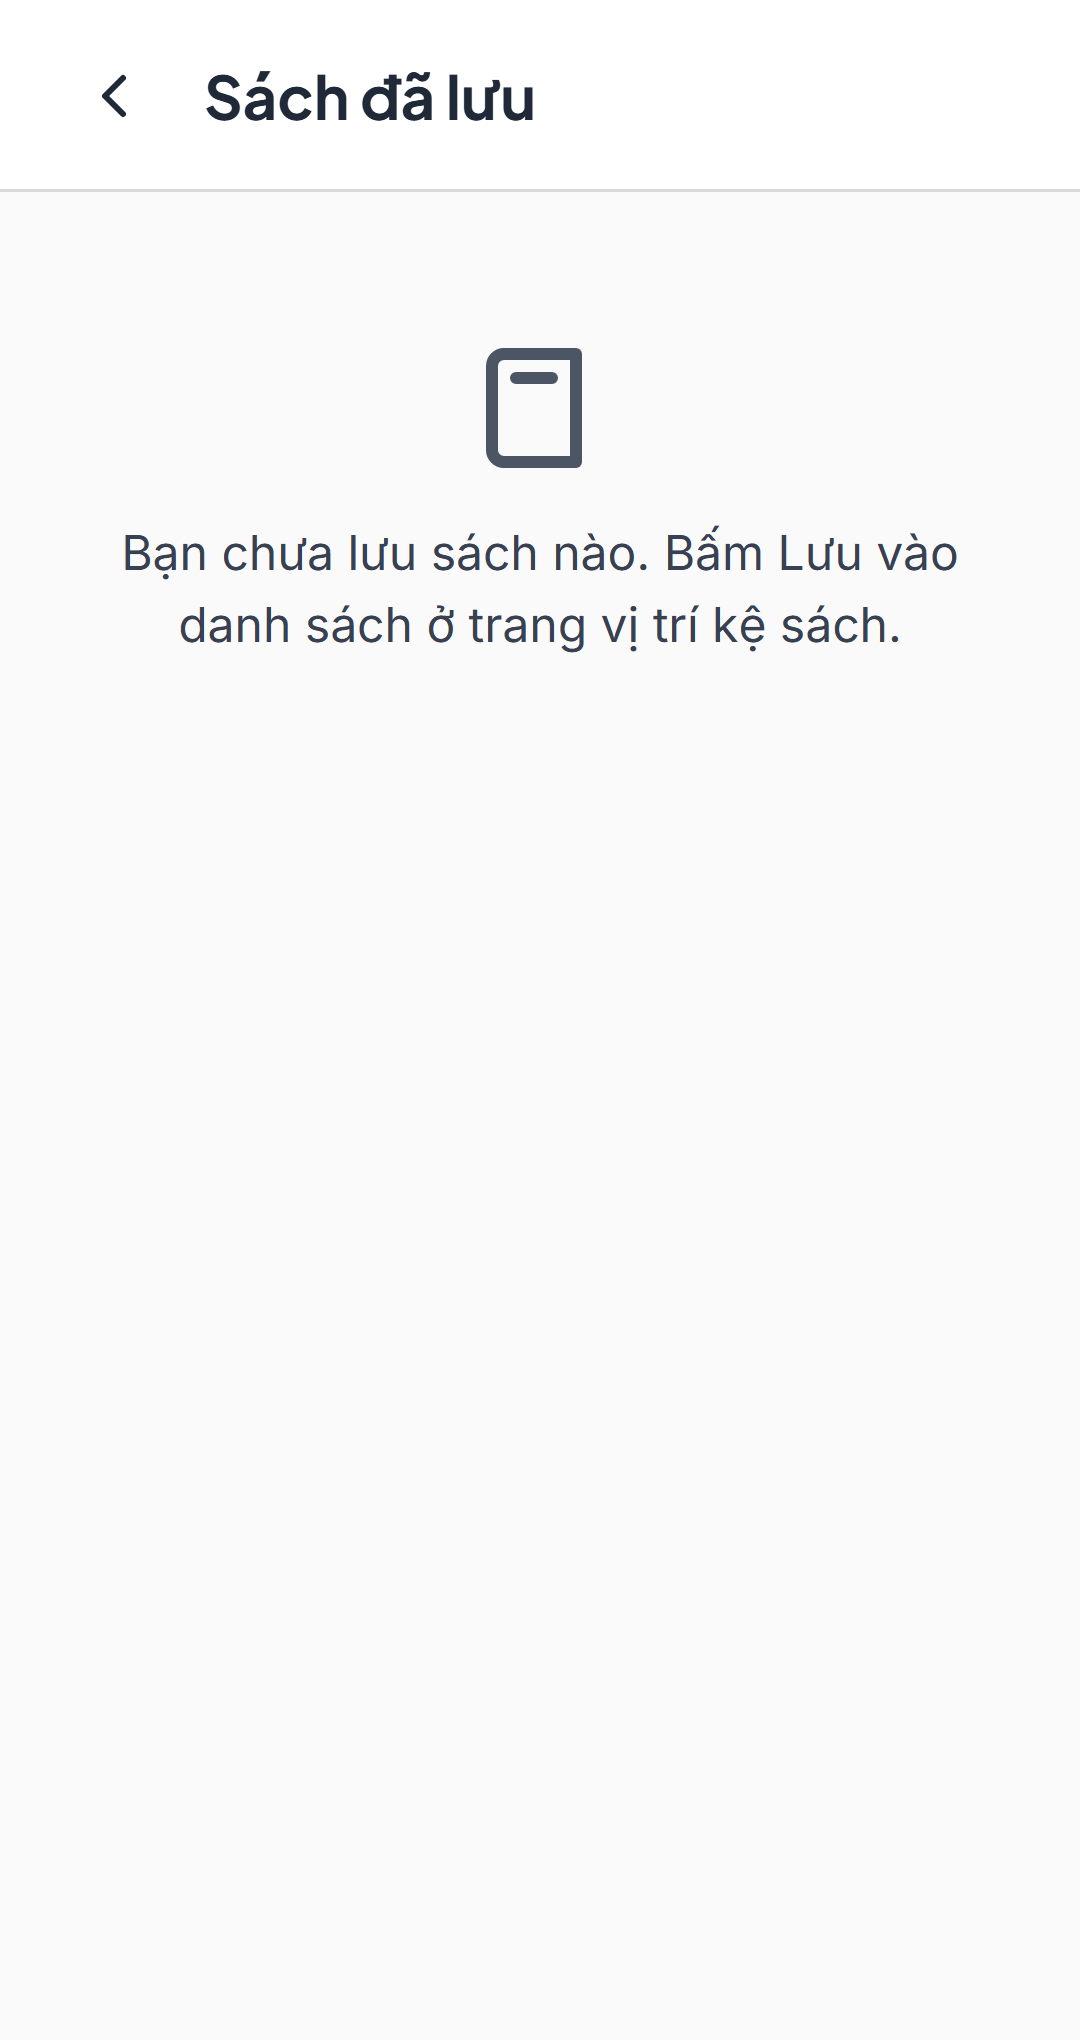 Sách đã lưu
Bạn chưa lưu sách nào. Bấm Lưu vào
danh sách ở trang vị trí kệ sách.